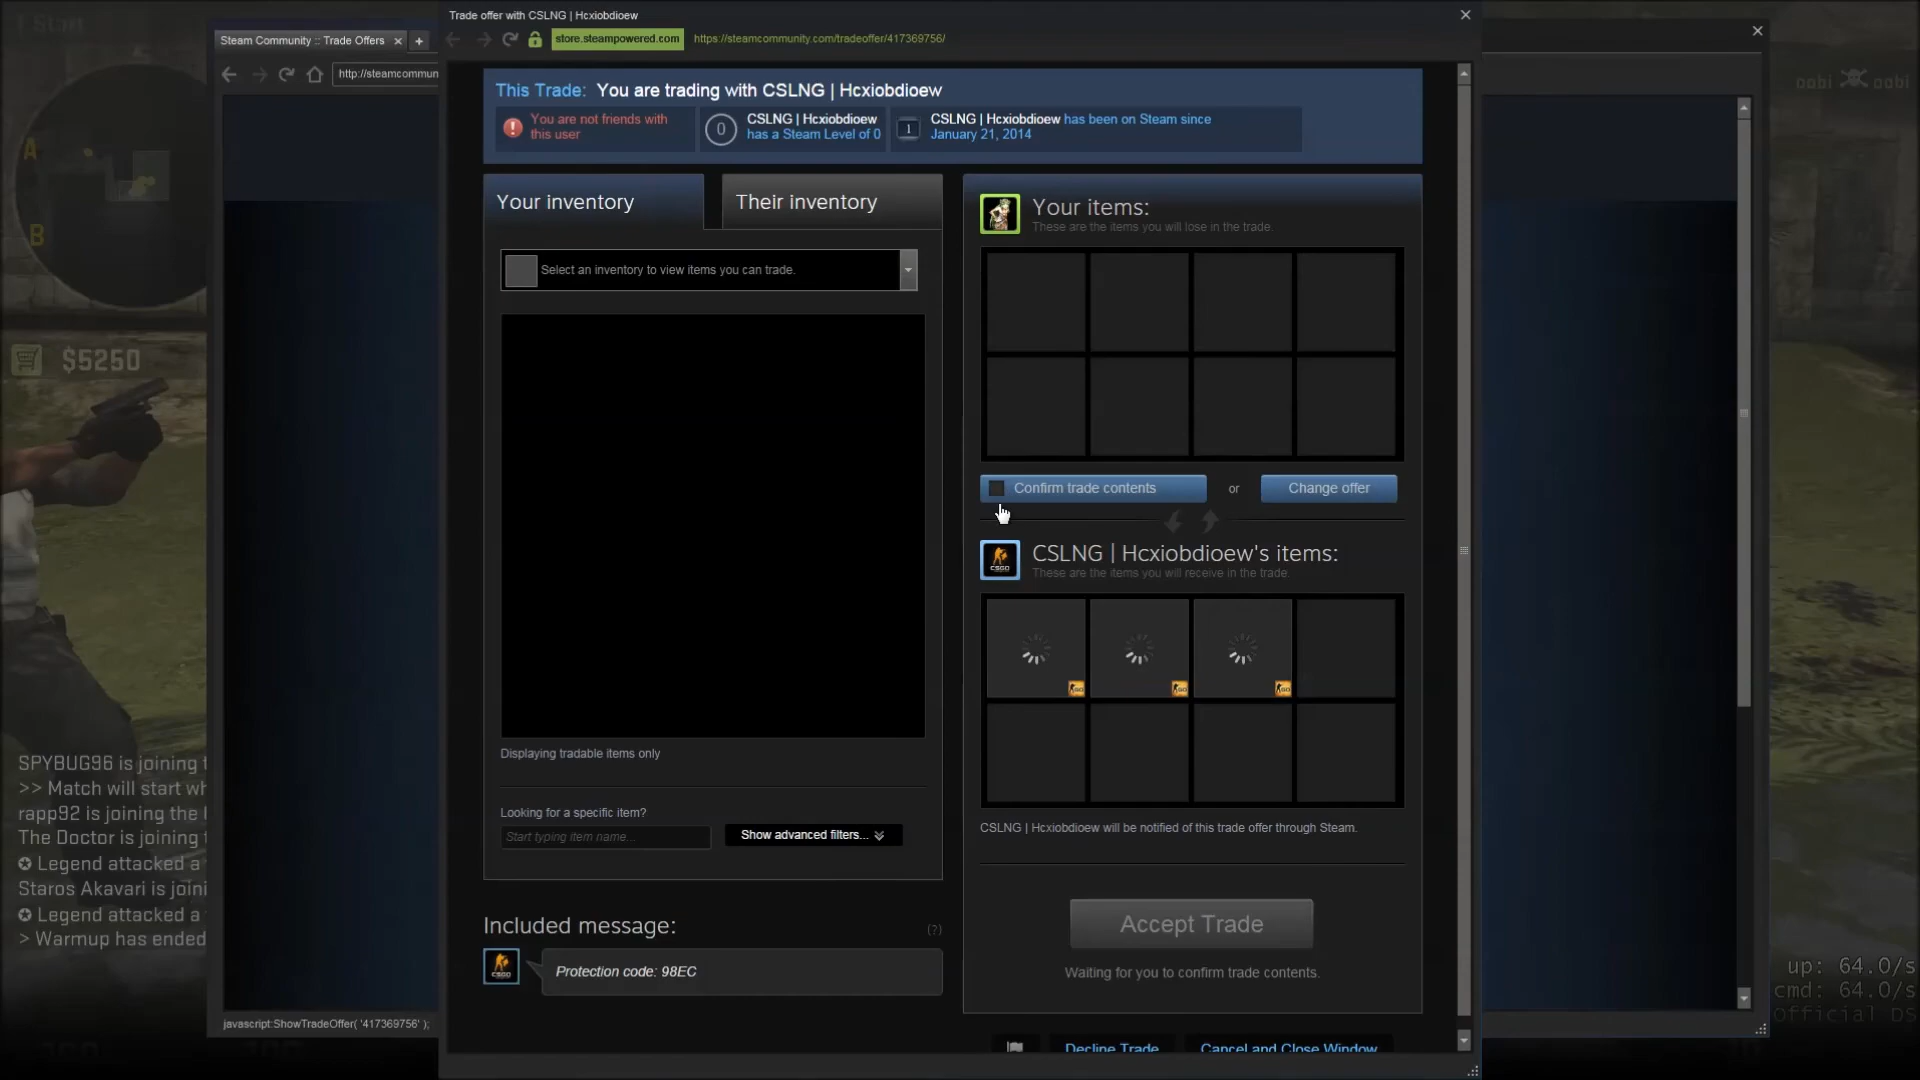 Trade offer with CSLNG | Hcxiobdioew
store.steampowered.com https://steamcommunity.com/tradeoffer/417369756/
Steam Community :: Trade Offers
http://steamcommun
This Trade: You are trading with CSLNG | Hcxiobdioew
You are not friends with
this user
0
CSLNG | Hcxiobdioew
has a Steam Level of 0
1
CSLNG | Hcxiobdioew has been on Steam since
January 21, 2014
Your inventory
Their inventory
Select an inventory to view items you can trade.
Displaying tradable items only
Looking for a specific item?
Start typing item name...
Show advanced filters...
Included message:
(?)
Protection code: 98EC
Your items:
These are the items you will lose in the trade.
Confirm trade contents
or
Change offer
CSLNG | Hcxiobdioew's items:
These are the items you will receive in the trade.
CSLNG | Hcxiobdioew will be notified of this trade offer through Steam.
Accept Trade
Waiting for you to confirm trade contents.
Decline Trade
Cancel and Close Window
A
B
$5250
SPYBUG96 is joining t
>> Match will start wh
rapp92 is joining the
The Doctor is joining t
Legend attacked a
Staros Akavari is joini
Legend attacked a
> Warmup has ended
javascript:ShowTradeOffer( '417369756' );
up: 64.0/s
cmd: 64.0/s
Official DS